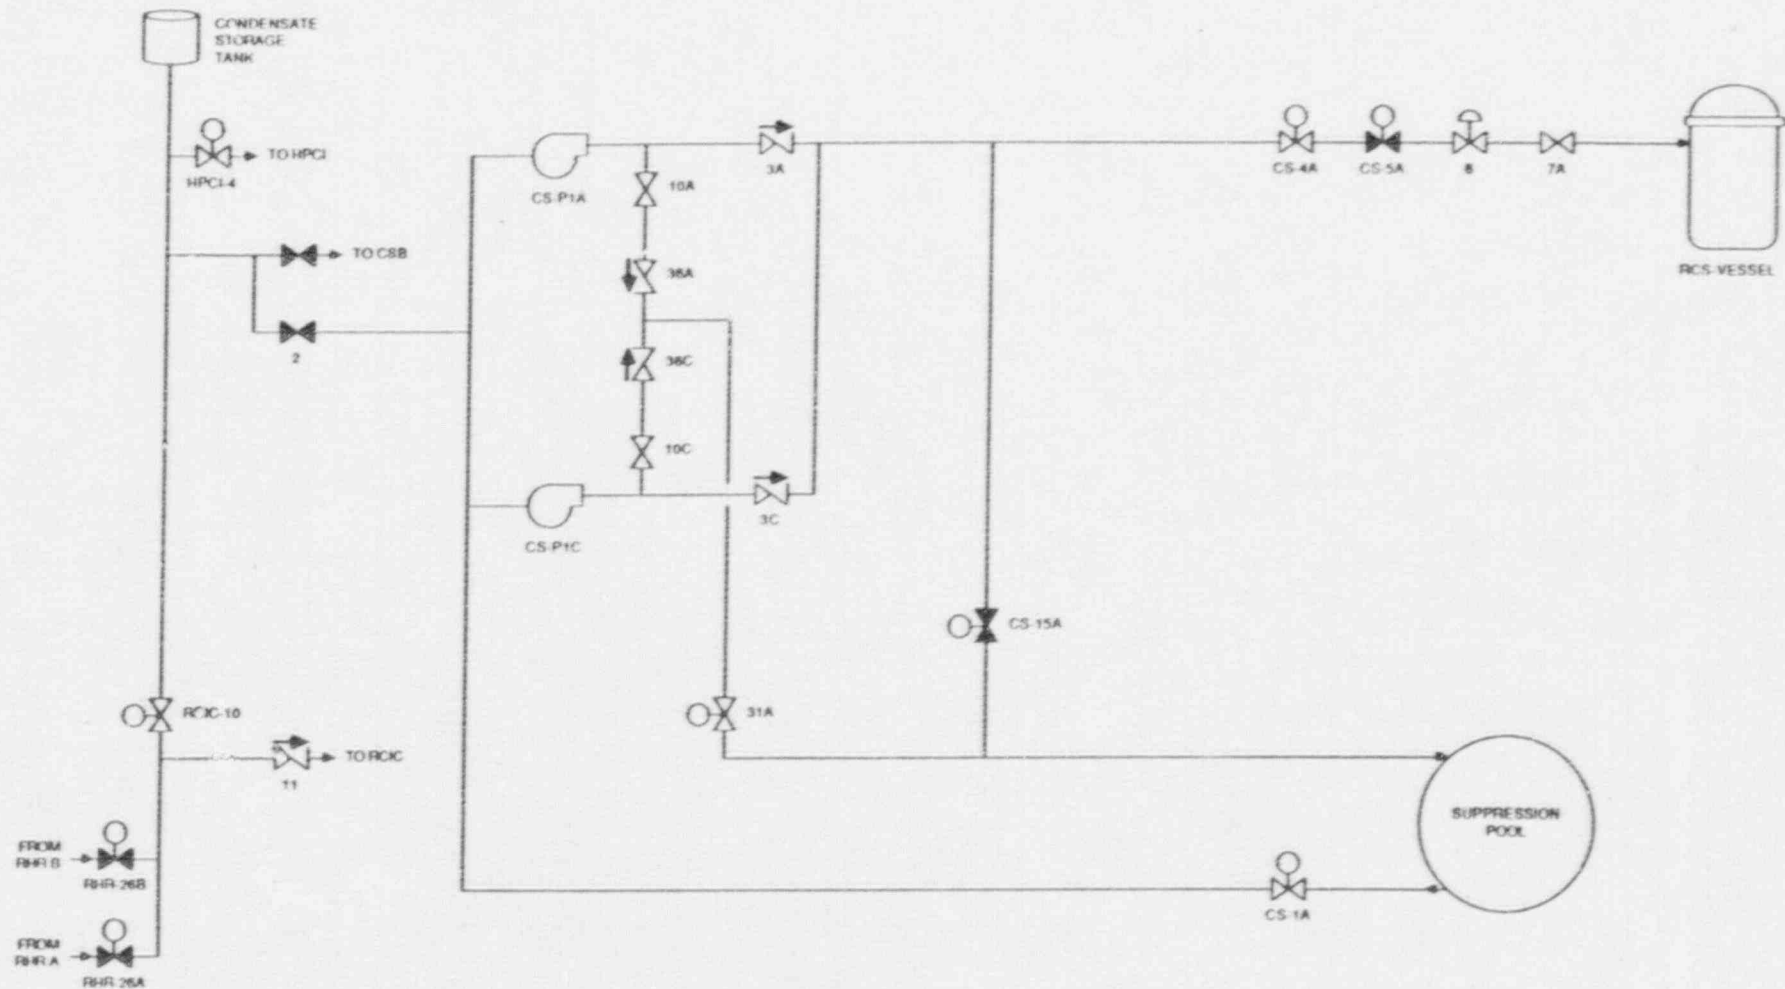 CONDENSATE
STORAGE
TANK
TO HPCI
HPCI-4
CS-P1A
10A
3A
CS-4A
CS-5A
6
7A
RCS-VESSEL
TO CSB
2
36A
36C
10C
CS-P1C
3C
CS-15A
RCIC-10
31A
TO RCIC
11
SUPPRESSION
POOL
FROM
RHR B
RHR-26B
CS-1A
FROM
RHR A
RHR-26A